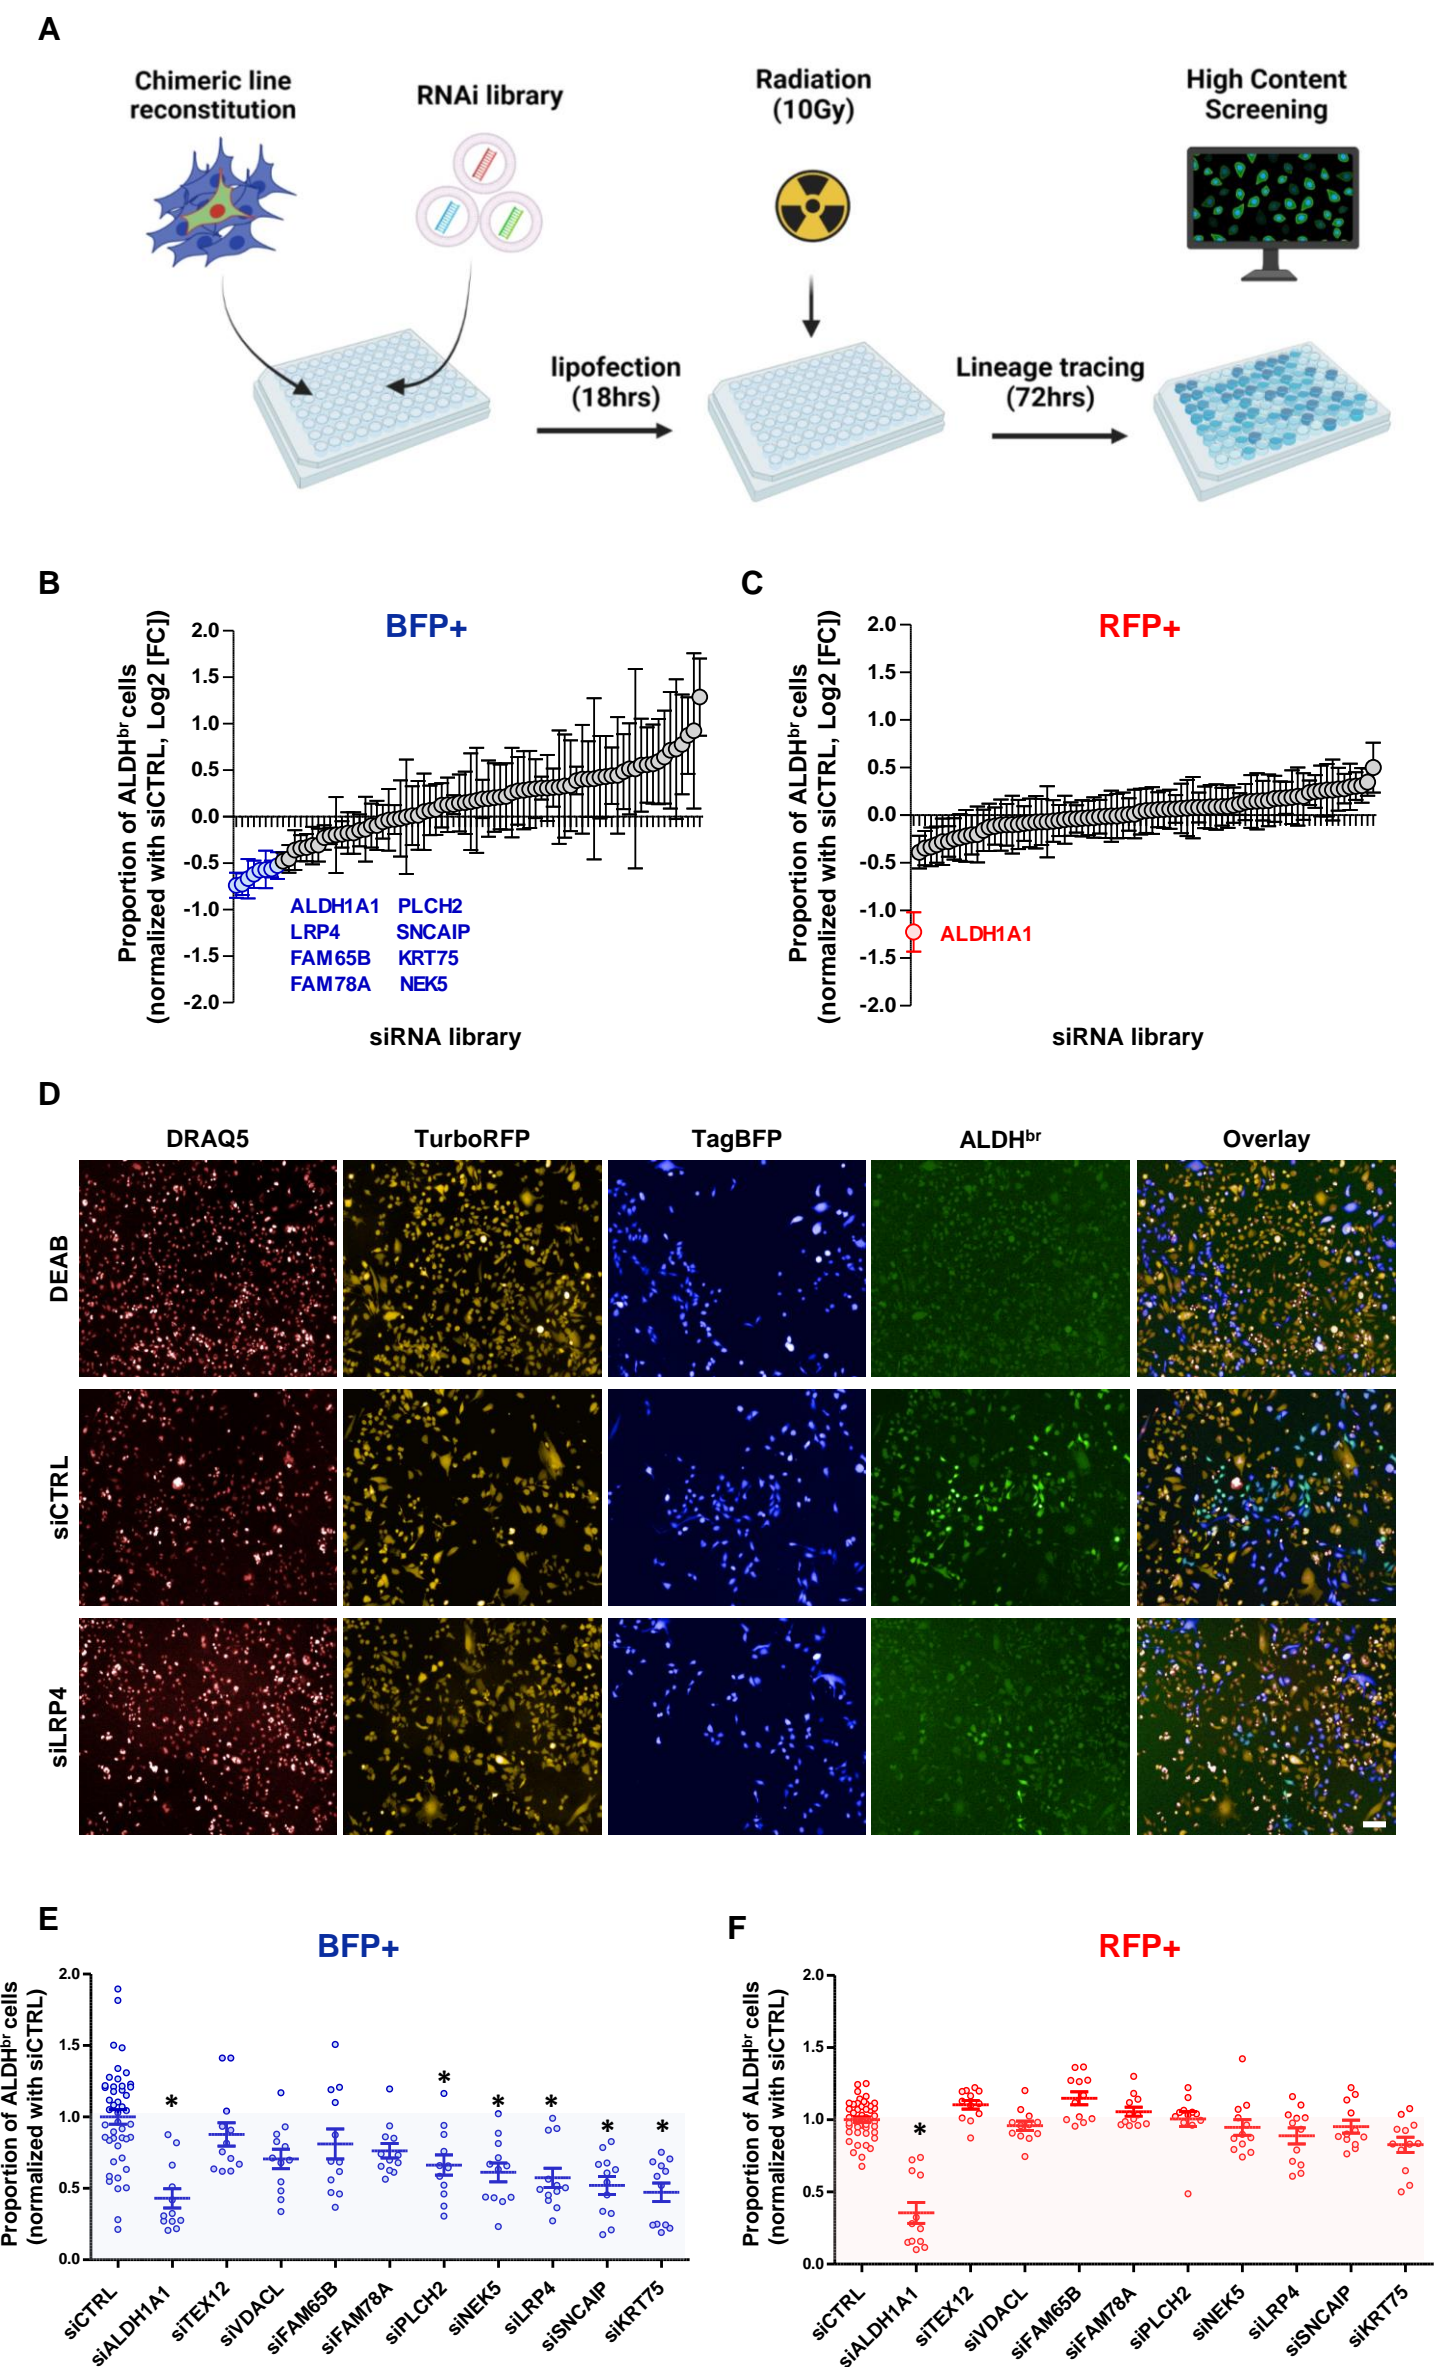 A
Chimeric line
reconstitution
RNAi library
Radiation
(10Gy)
High Content
Screening
lipofection
(18hrs)
Lineage tracing
(72hrs)
B
BFP+
Proportion of ALDHbr cells
(normalized with siCTRL, Log2 [FC])
2.0
1.5
1.0
0.5
0.0
-0.5
-1.0
-1.5
-2.0
ALDH1A1 PLCH2
LRP4 SNCAIP
FAM65B KRT75
FAM78A NEK5
siRNA library
C
RFP+
Proportion of ALDHbr cells
(normalized with siCTRL, Log2 [FC])
2.0
1.5
1.0
0.5
0.0
-0.5
-1.0
-1.5
-2.0
ALDH1A1
siRNA library
D
DRAQ5 TurboRFP TagBFP ALDHbr Overlay
DEAB
siCTRL
siLRP4
E
BFP+
Proportion of ALDHbr cells
(normalized with siCTRL)
2.0
1.5
1.0
0.5
0.0
* * * * * *
siCTRL siALDH1A1 siTEX12 siVDACL siFAM65B siFAM78A siPLCH2 siNEK5 siLRP4 siSNCAIP siKRT75
F
RFP+
Proportion of ALDHbr cells
(normalized with siCTRL)
2.0
1.5
1.0
0.5
0.0
*
siCTRL siALDH1A1 siTEX12 siVDACL siFAM65B siFAM78A siPLCH2 siNEK5 siLRP4 siSNCAIP siKRT75